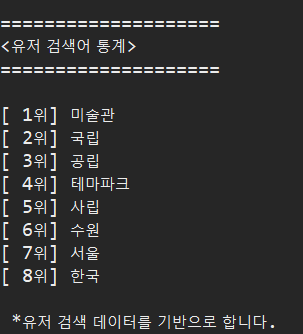 ====================
<유저 검색어 통계>
====================
[ 1위] 미술관
[ 2위] 국립
[ 3위] 공립
[ 4위] 테마파크
[ 5위] 사립
[ 6위] 수원
[ 7위] 서울
[ 8위] 한국
*유저 검색 데이터를 기반으로 합니다.